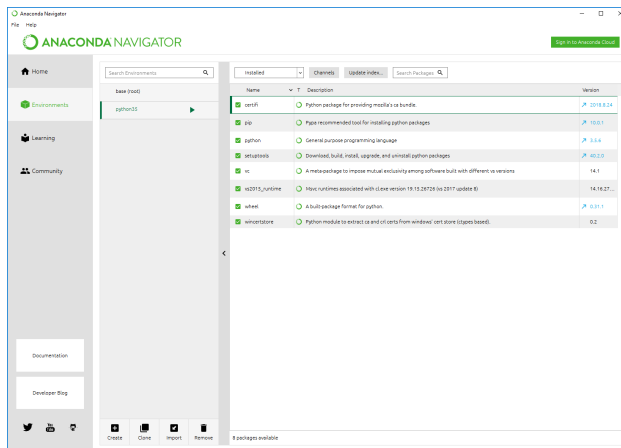 Anaconda Navigator
File Help
ANACONDA NAVIGATOR
Sign in to Anaconda Cloud
Home
Environments
Learning
Community
Documentation
Developer Blog
You Tube
Search Environments
base (root)
python35
Create Clone Import Remove
Installed Channels Update index... Search Packages
Name T Description Version
certifi Python package for providing mozilla's ca bundle. 2018.8.24
pip Pypa recommended tool for installing python packages 10.0.1
python General purpose programming language 3.5.6
setuptools Download, build, install, upgrade, and uninstall python packages 40.2.0
vc A meta-package to impose mutual exclusivity among software built with different vs versions 14.1
vs2015_runtime Msvc runtimes associated with cl.exe version 19.15.26726 (vs 2017 update 8) 14.16.27...
wheel A built-package format for python. 0.31.1
wincertstore Python module to extract ca and crl certs from windows' cert store (ctypes based). 0.2
8 packages available